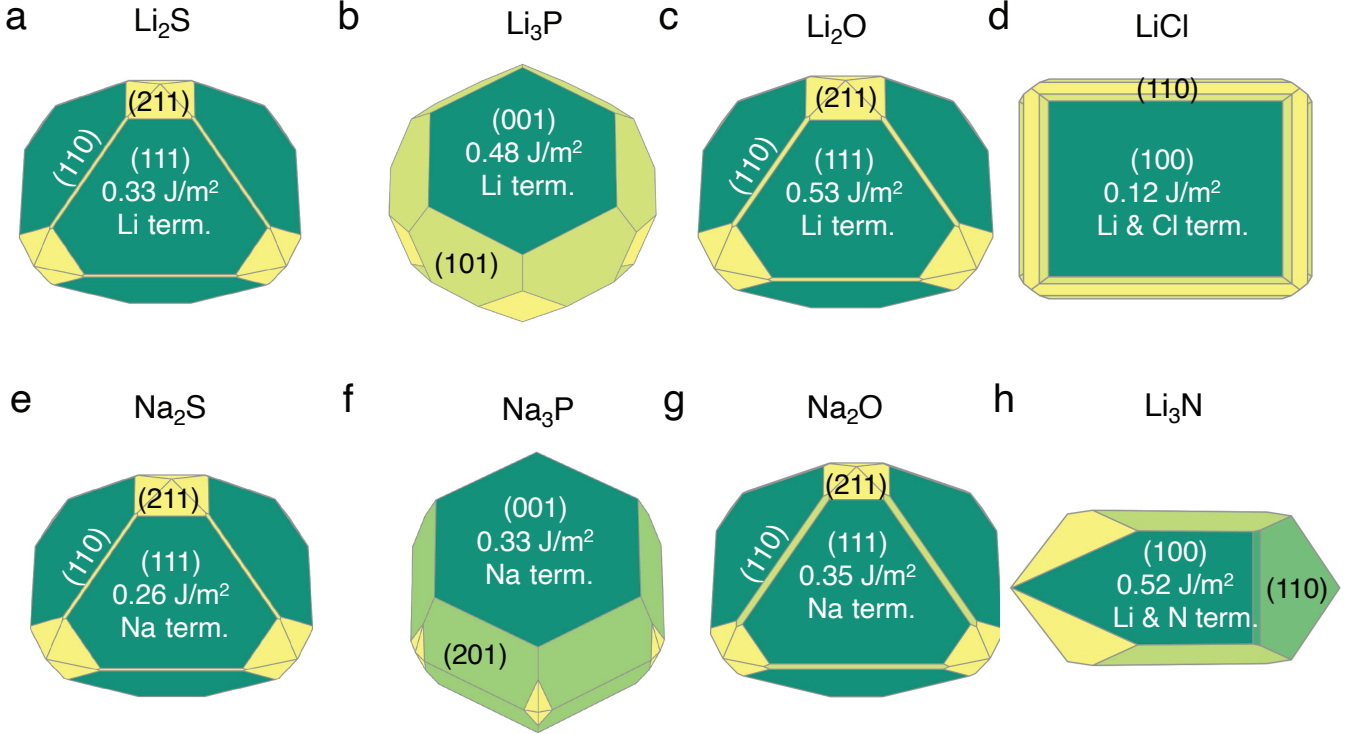 a
Li₂S
(211)
(110)
(111)
0.33 J/m²
Li term.
b
Li₃P
(001)
0.48 J/m²
Li term.
(101)
c
Li₂O
(211)
(110)
(111)
0.53 J/m²
Li term.
d
LiCl
(110)
(100)
0.12 J/m²
Li & Cl term.
e
Na₂S
(211)
(110)
(111)
0.26 J/m²
Na term.
f
Na₃P
(001)
0.33 J/m²
Na term.
(201)
g
Na₂O
(211)
(110)
(111)
0.35 J/m²
Na term.
h
Li₃N
(100)
0.52 J/m²
Li & N term.
(110)